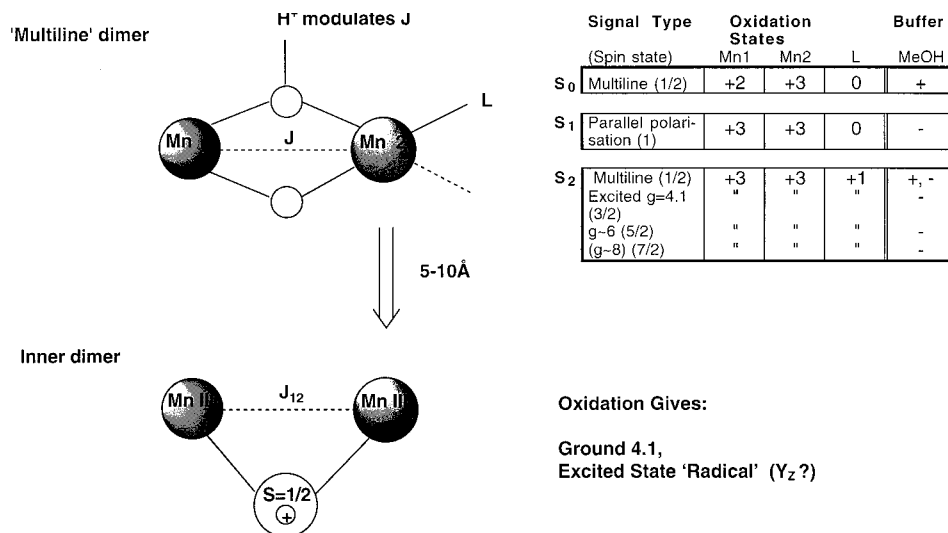 'Multiline' dimer
H⁺ modulates J
L
Mn
J
Mn 2
5-10Å
Inner dimer
Mn II
J₁₂
Mn II
S=1/2
+
Signal Type Oxidation States Buffer
(Spin state) Mn1 Mn2 L MeOH
S₀ Multiline (1/2) +2 +3 0 +
S₁ Parallel polari-
sation (1) +3 +3 0 -
S₂ Multiline (1/2) +3 +3 +1 +, -
Excited g=4.1 " " " -
(3/2)
g~6 (5/2) " " " -
(g~8) (7/2) " " " -
Oxidation Gives:
Ground 4.1,
Excited State 'Radical' (Y_Z ?)